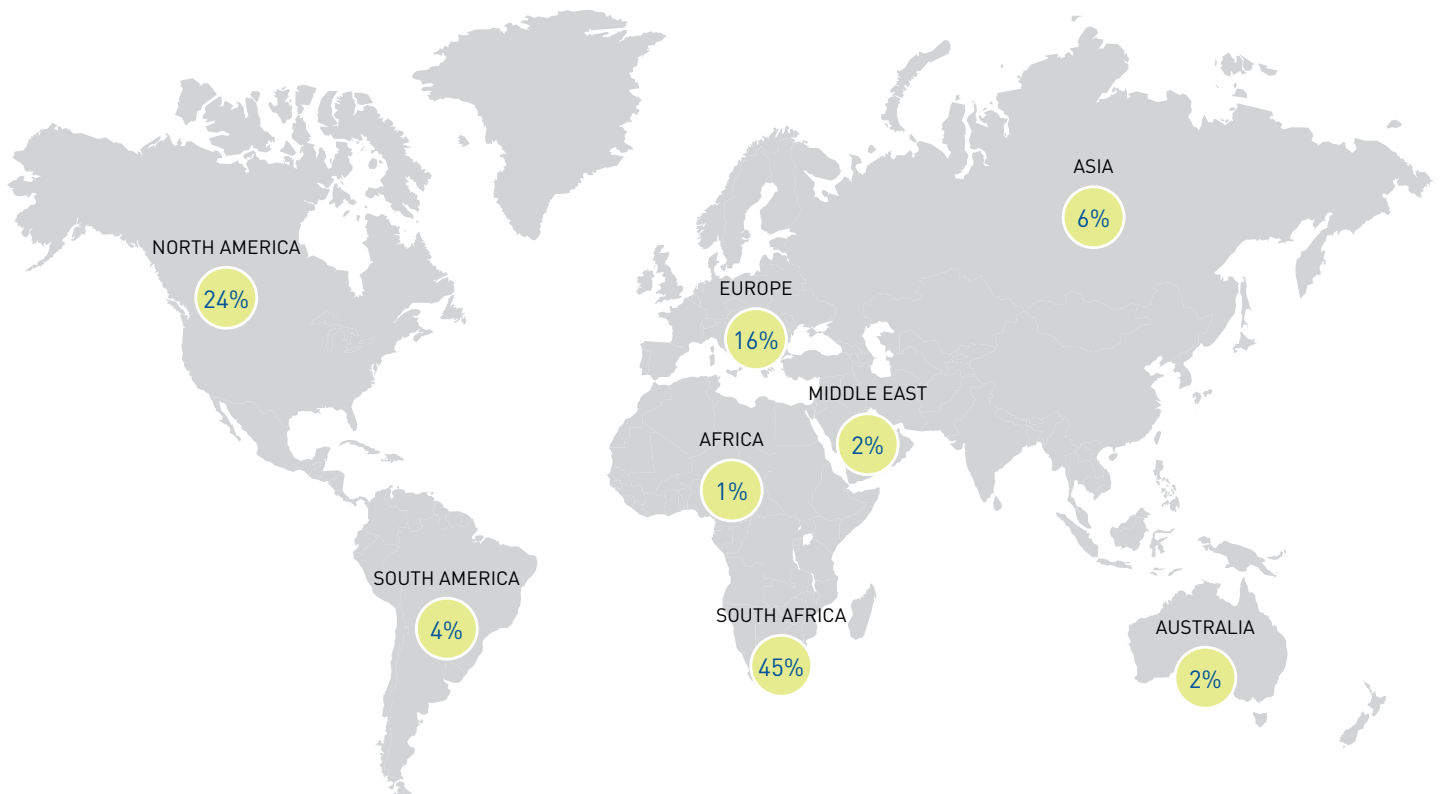 ASIA
6%
NORTH AMERICA
24%
EUROPE
16%
MIDDLE EAST
2%
AFRICA
1%
SOUTH AMERICA
4%
SOUTH AFRICA
45%
AUSTRALIA
2%